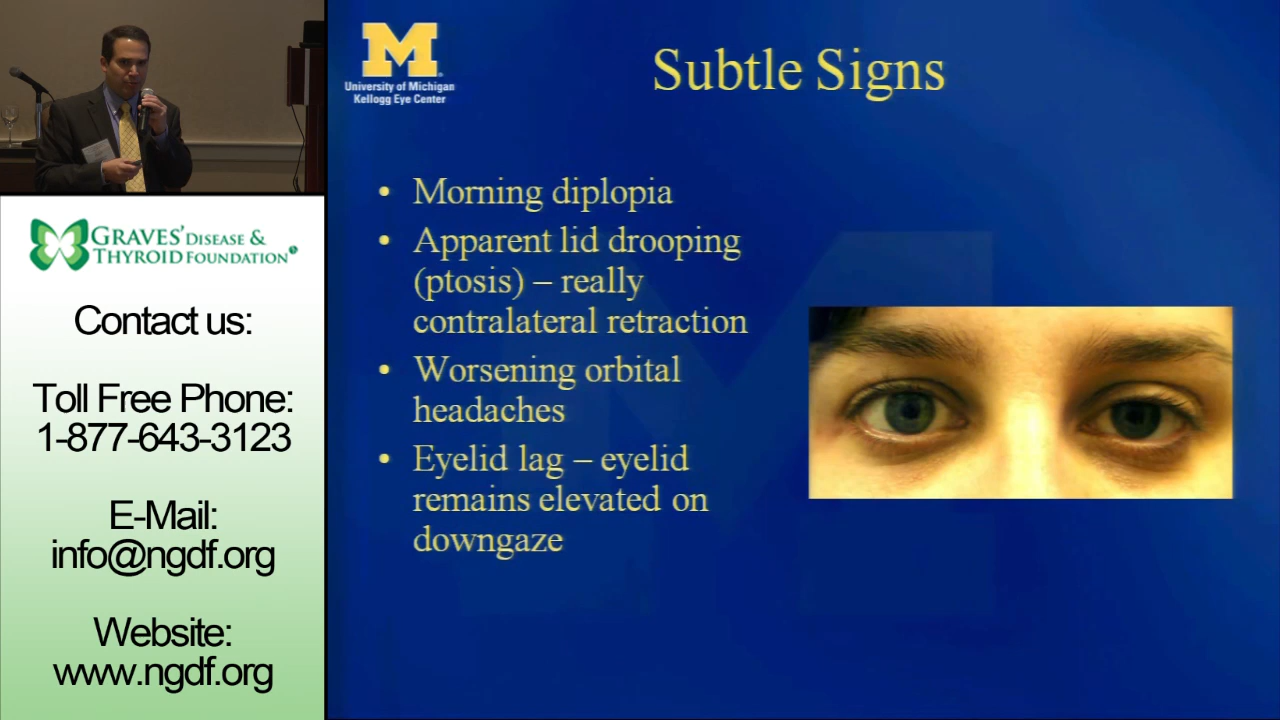 GRAVES' DISEASE &
THYROID FOUNDATION
Contact us:
Toll Free Phone:
1-877-643-3123
E-Mail:
info@ngdf.org
Website:
www.ngdf.org
M
University of Michigan
Kellogg Eye Center
Subtle Signs
• Morning diplopia
• Apparent lid drooping
(ptosis) – really
contralateral retraction
• Worsening orbital
headaches
• Eyelid lag – eyelid
remains elevated on
downgaze